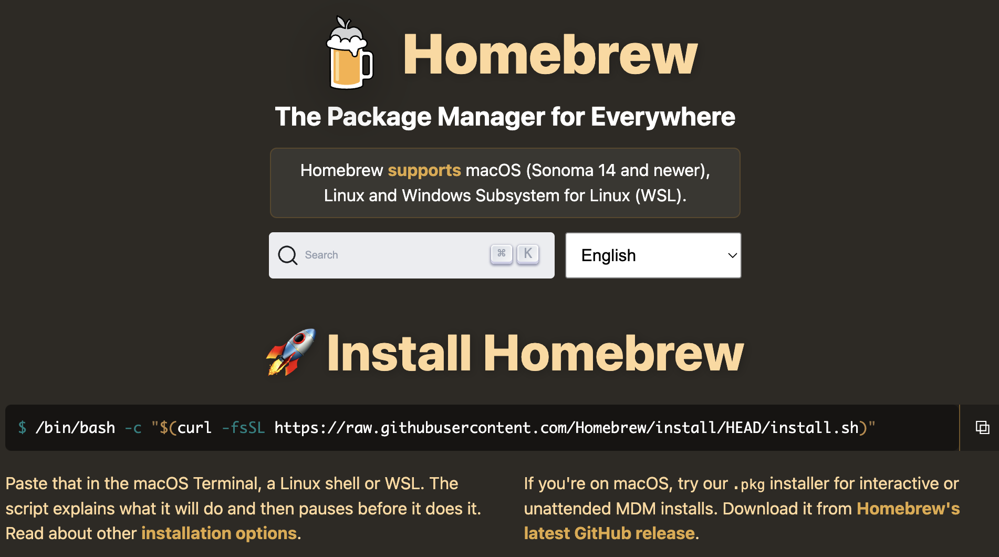 Homebrew
The Package Manager for Everywhere
Homebrew supports macOS (Sonoma 14 and newer),
Linux and Windows Subsystem for Linux (WSL).
Search ⌘ K
English
Install Homebrew
$ /bin/bash -c "$(curl -fsSL https://raw.githubusercontent.com/Homebrew/install/HEAD/install.sh)"
Paste that in the macOS Terminal, a Linux shell or WSL. The
script explains what it will do and then pauses before it does it.
Read about other installation options.
If you're on macOS, try our .pkg installer for interactive or
unattended MDM installs. Download it from Homebrew's
latest GitHub release.